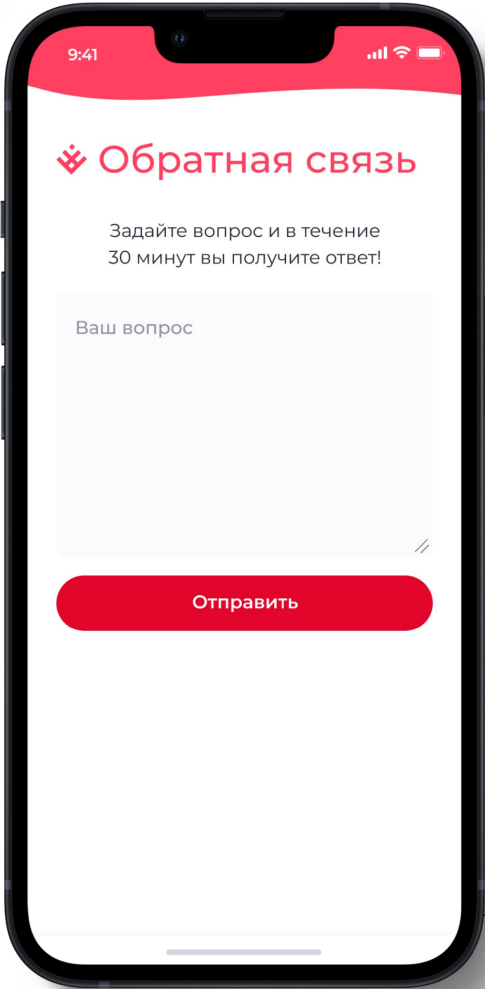 9:41
Обратная связь
Задайте вопрос и в течение
30 минут вы получите ответ!
Ваш вопрос
Отправить